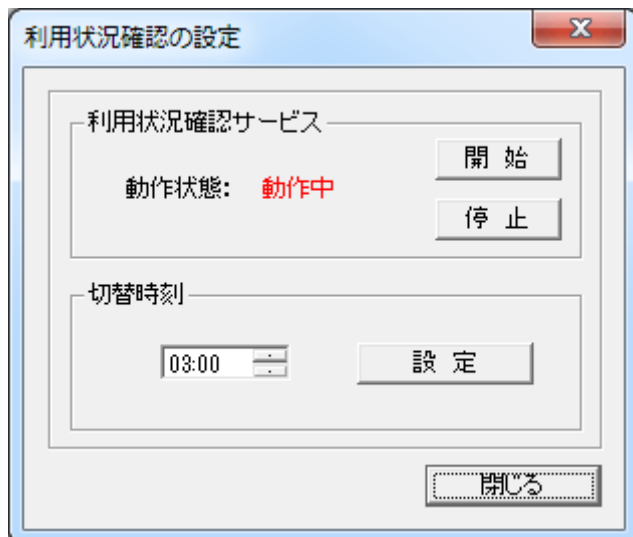 利用状況確認の設定
利用状況確認サービス
開 始
動作状態: 動作中
停 止
切替時刻
03:00
設 定
閉じる